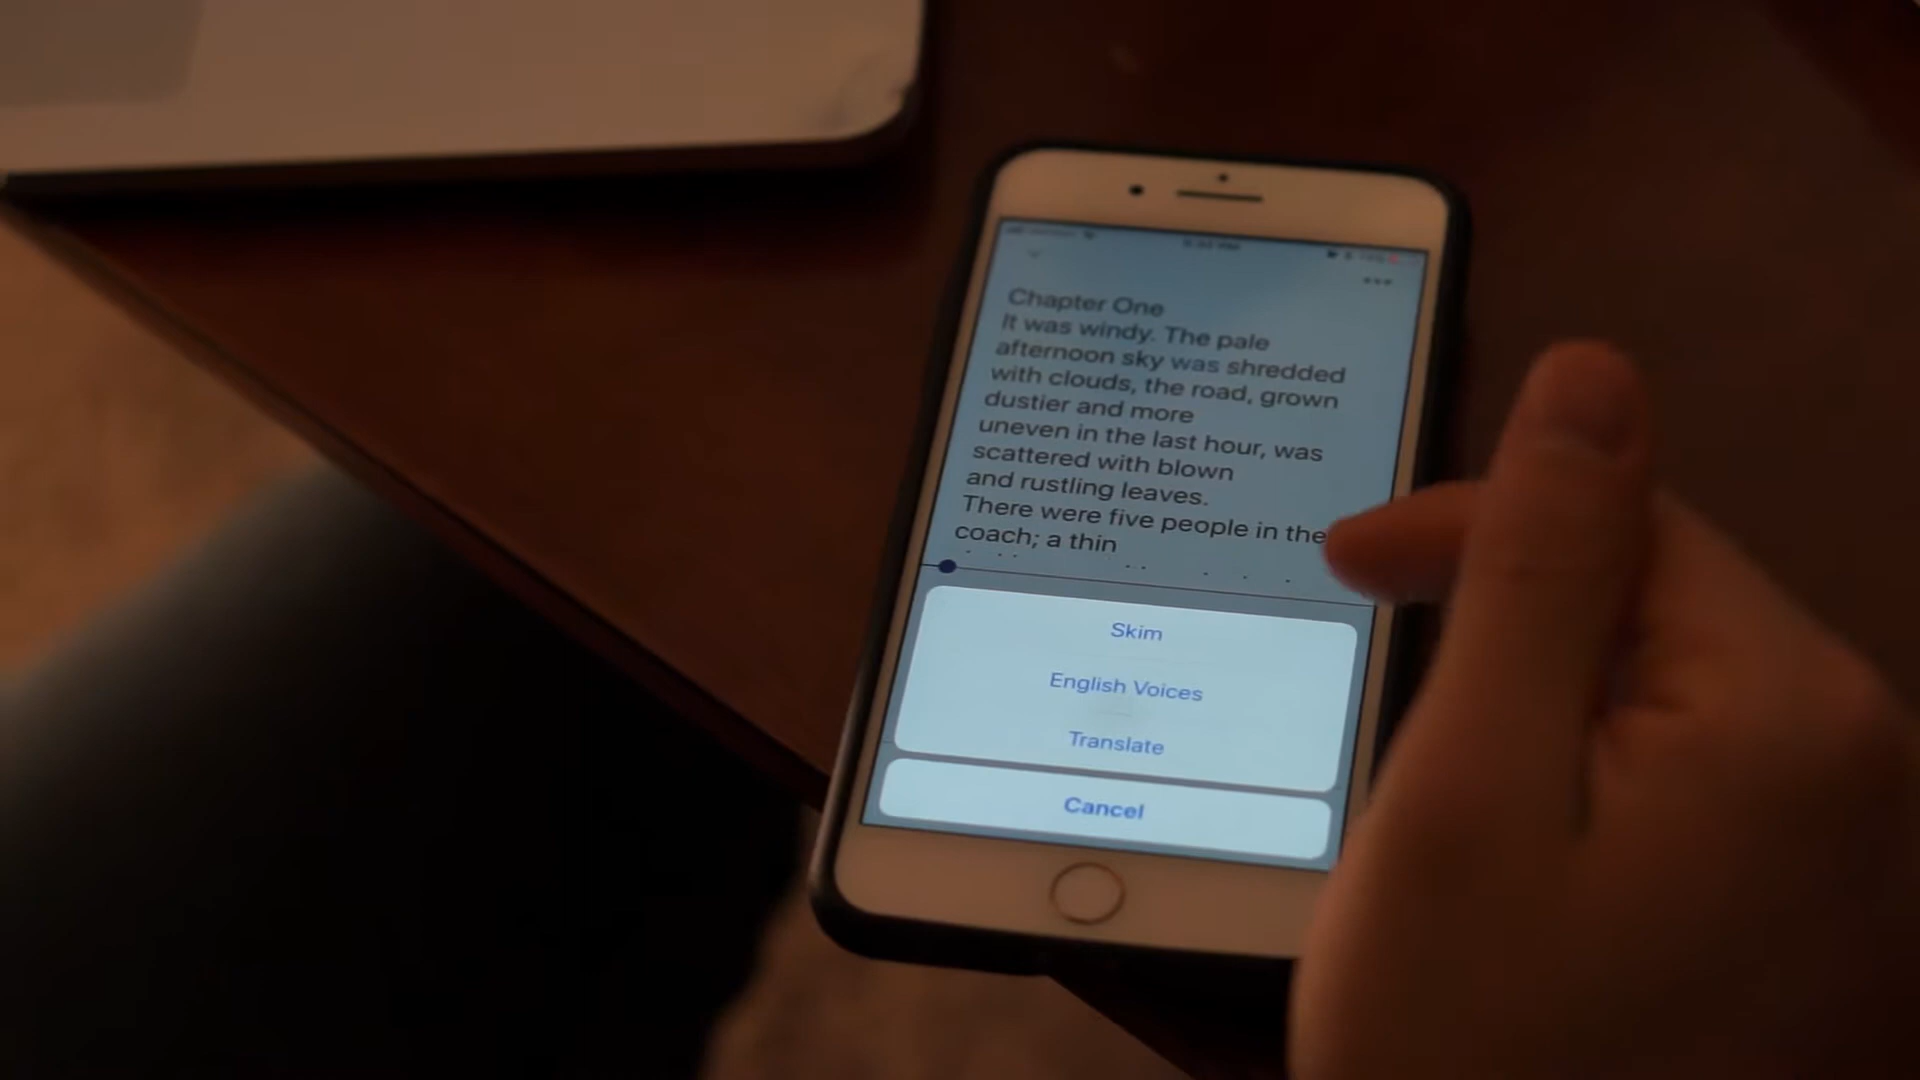 Chapter One
It was windy. The pale
afternoon sky was shredded
with clouds, the road, grown
dustier and more
uneven in the last hour, was
scattered with blown
and rustling leaves.
There were five people in the
coach; a thin
Skim
English Voices
Translate
Cancel